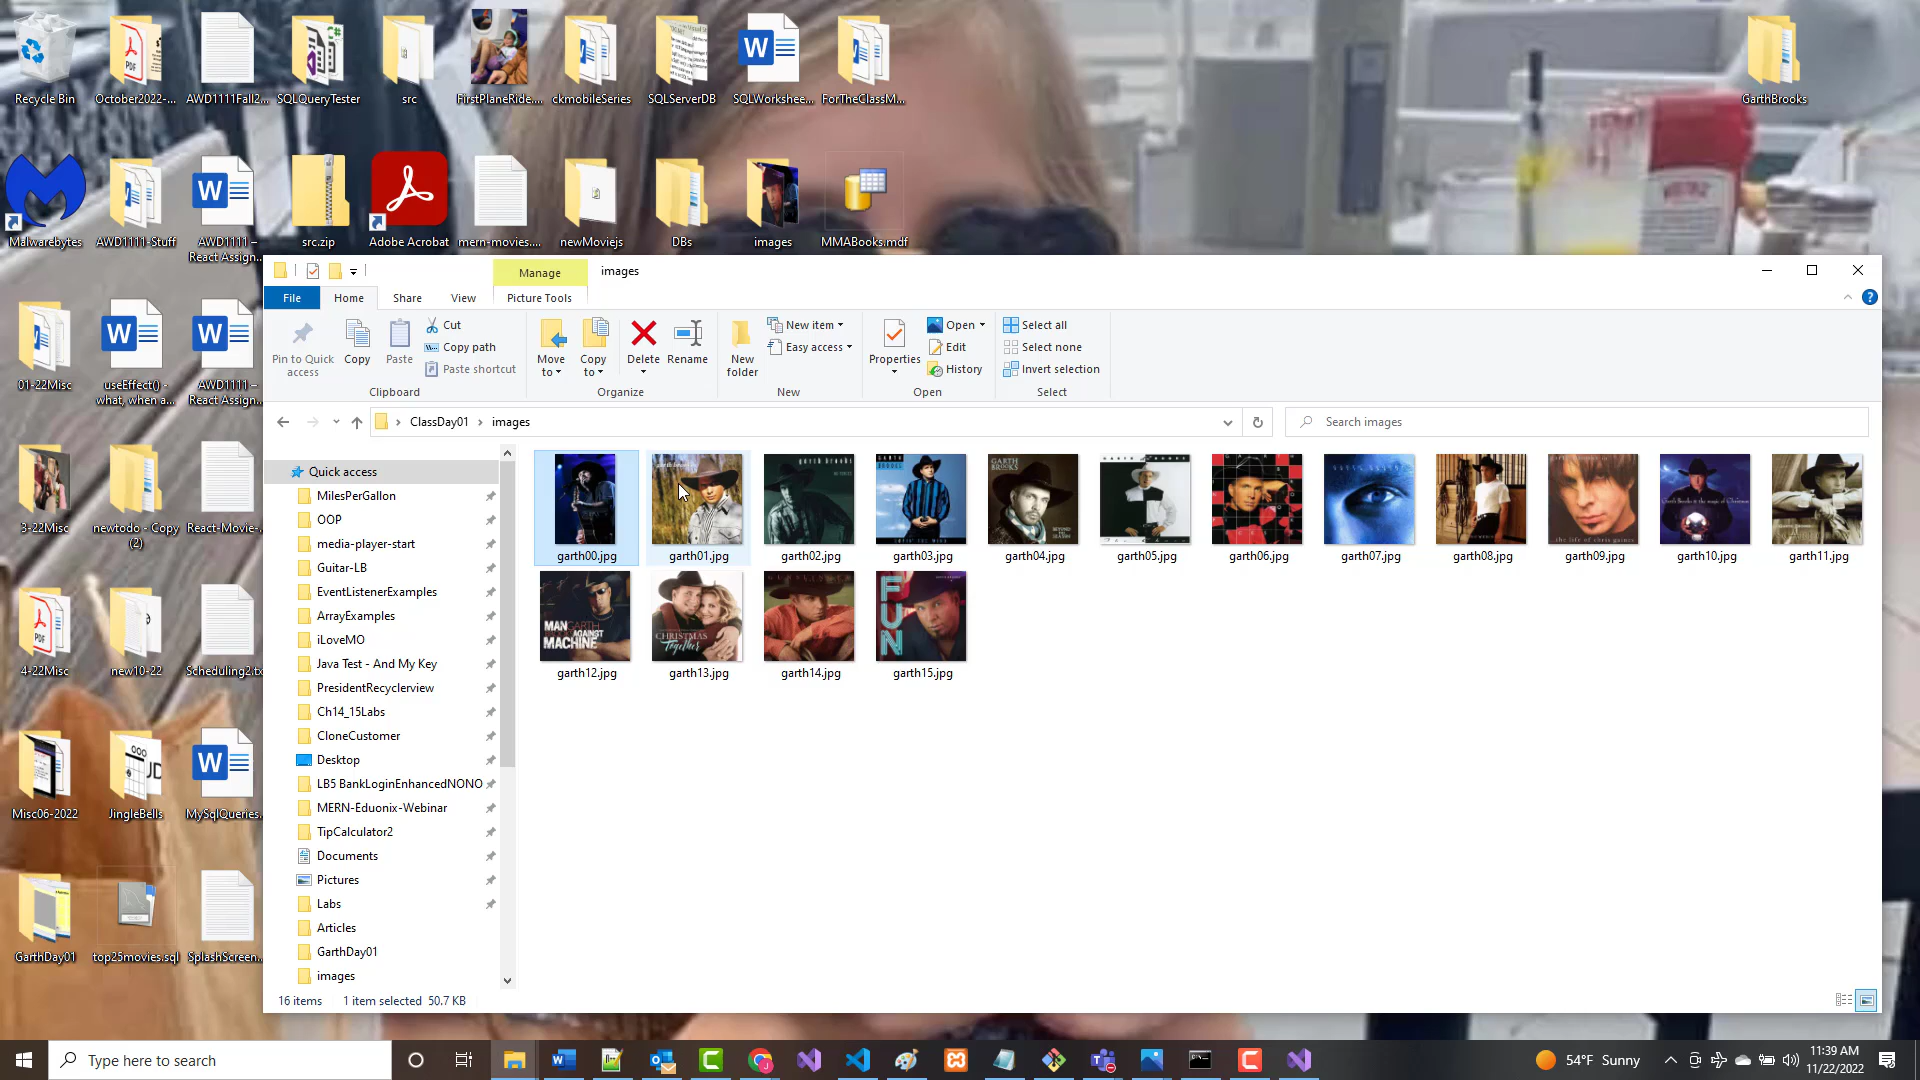 Recycle Bin
October2022-...
AWD1111Fall2...
SQLQueryTester
src
FirstPlaneRide....
ckmobileSeries
SQLServerDB
SQLWorkshee...
ForTheClassM...
GarthBrooks
Malwarebytes
AWD1111-Stuff
AWD1111 –
React Assign...
src.zip
Adobe Acrobat
mern-movies....
newMoviejs
DBs
images
MMABooks.mdf
HEINZ
01-22Misc
useEffect() -
what, when a...
AWD1111 –
React Assign...
3-22Misc
newtodo - Copy
(2)
React-Movie-...
4-22Misc
new10-22
Scheduling2.tx
Misc06-2022
JingleBells
MySqlQueries.
GarthDay01
top25movies.sql
SplashScreen...
Manage
images
File
Home
Share
View
Picture Tools
Pin to Quick
access
Copy
Paste
Cut
Copy path
Paste shortcut
Clipboard
Move
to
Copy
to
Delete
Rename
Organize
New
folder
New item
Easy access
New
Properties
Open
Edit
History
Open
Select all
Select none
Invert selection
Select
ClassDay01
images
Search images
Quick access
MilesPerGallon
OOP
media-player-start
Guitar-LB
EventListenerExamples
ArrayExamples
iLoveMO
Java Test - And My Key
PresidentRecyclerview
Ch14_15Labs
CloneCustomer
Desktop
LB5 BankLoginEnhancedNONO
MERN-Eduonix-Webinar
TipCalculator2
Documents
Pictures
Labs
Articles
GarthDay01
images
garth00.jpg
garth01.jpg
garth02.jpg
garth03.jpg
garth04.jpg
garth05.jpg
garth06.jpg
garth07.jpg
garth08.jpg
garth09.jpg
garth10.jpg
garth11.jpg
MAN
AGAINST
MACHINE
CHRISTMAS
Together
FUN
garth12.jpg
garth13.jpg
garth14.jpg
garth15.jpg
16 items
1 item selected 50.7 KB
Type here to search
54°F Sunny
11:39 AM
11/22/2022